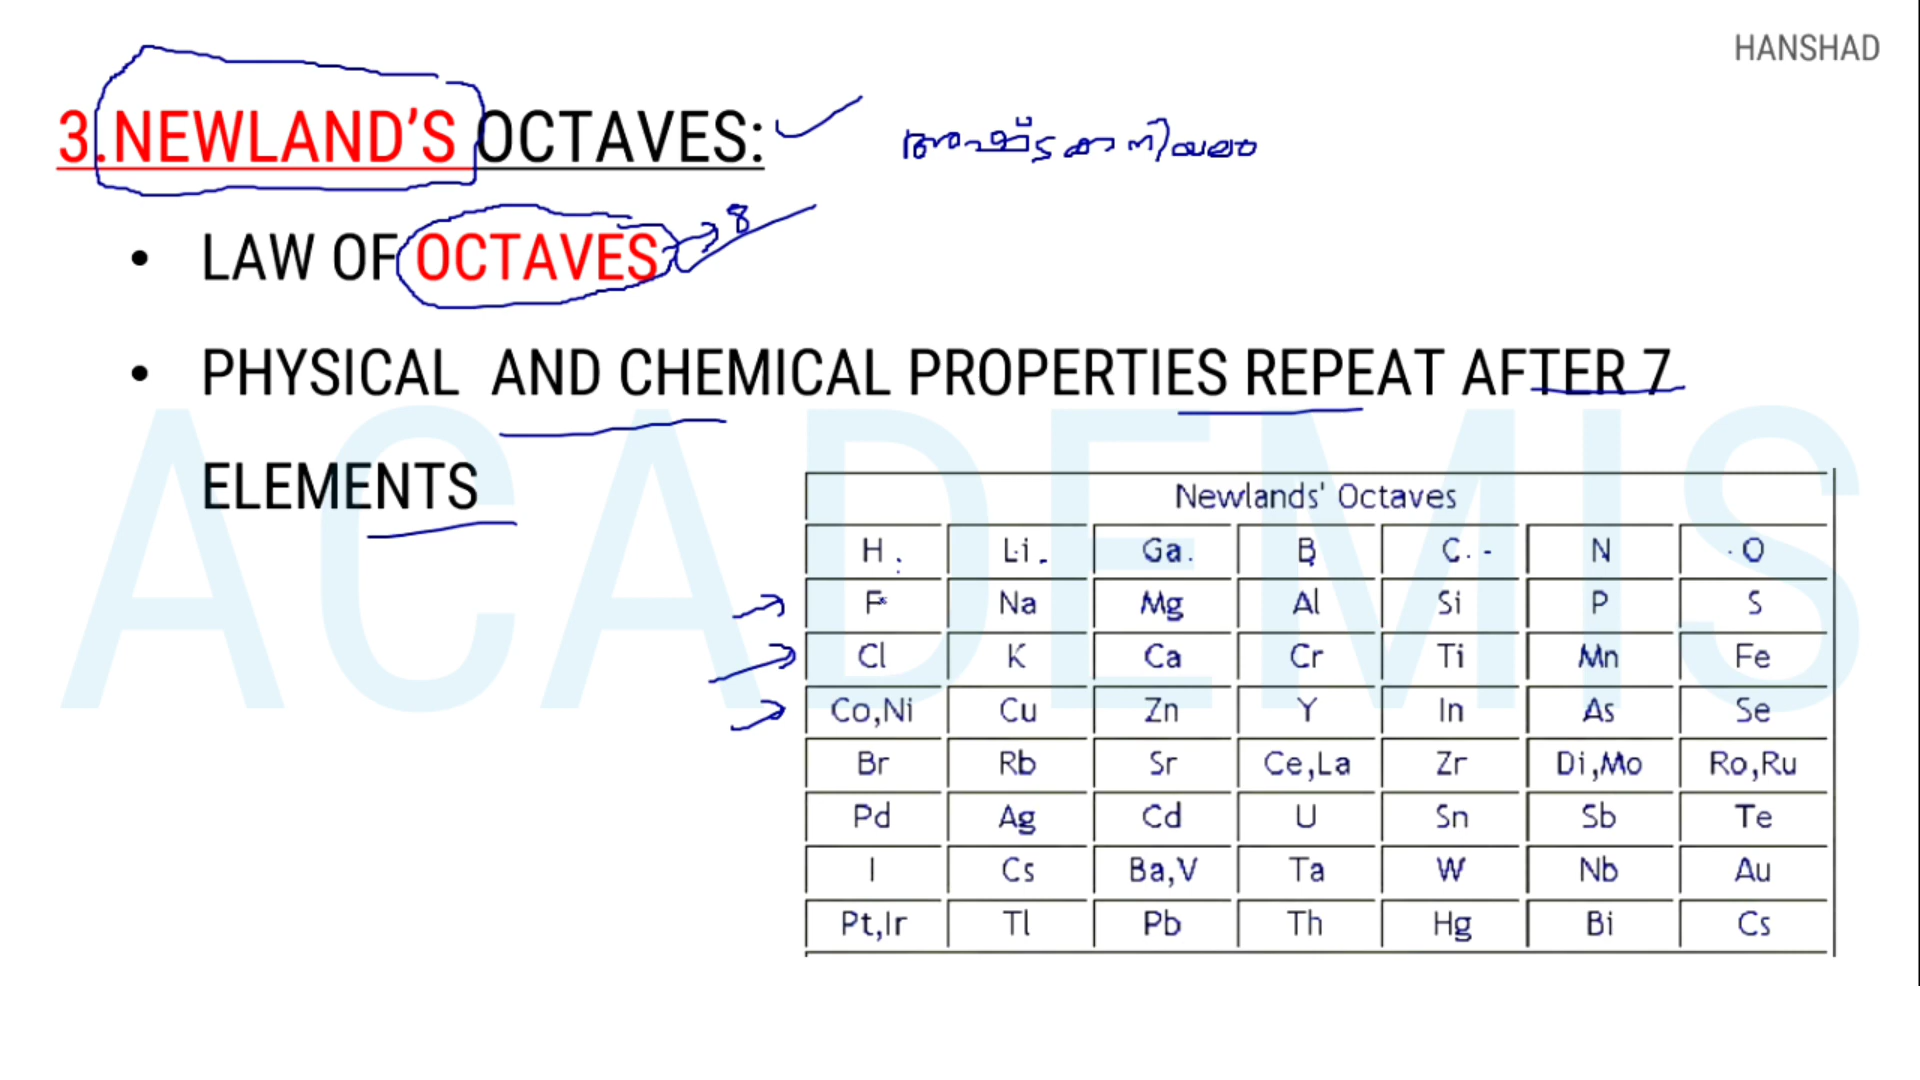 HANSHAD
3.NEWLAND'S OCTAVES:
അഷ്ടക നിയമം
• LAW OF OCTAVES
8
• PHYSICAL AND CHEMICAL PROPERTIES REPEAT AFTER 7
ELEMENTS
ACADEMIS
Newlands' Octaves
H Li Ga B C N O
F Na Mg Al Si P S
Cl K Ca Cr Ti Mn Fe
Co,Ni Cu Zn Y In As Se
Br Rb Sr Ce,La Zr Di,Mo Ro,Ru
Pd Ag Cd U Sn Sb Te
I Cs Ba,V Ta W Nb Au
Pt,Ir Tl Pb Th Hg Bi Cs